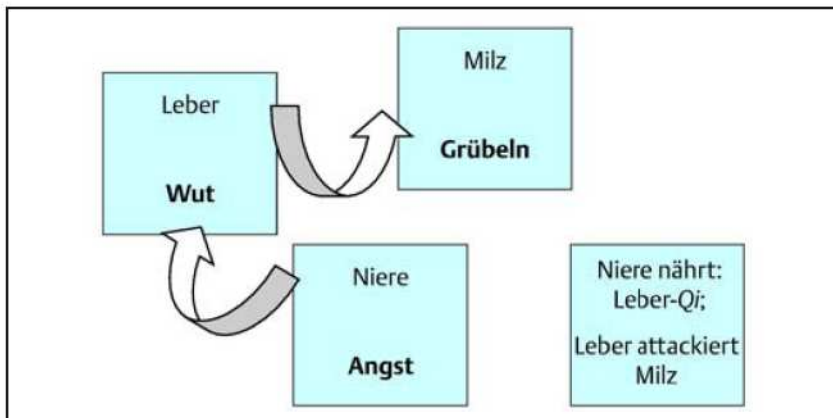 Leber
Wut
Milz
Grübeln
Niere
Angst
Niere nährt:
Leber-Qi;
Leber attackiert
Milz